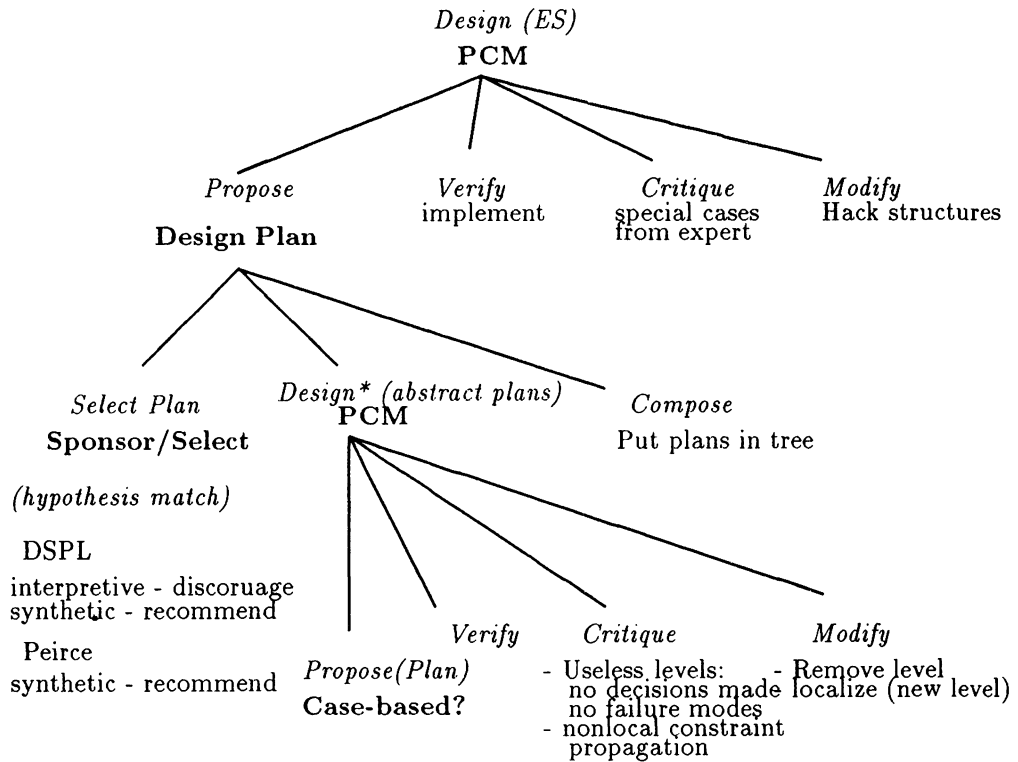 Design (ES)
PCM
Propose
Design Plan
Verify
implement
Critique
special cases
from expert
Modify
Hack structures
Select Plan
Sponsor/Select
(hypothesis match)
DSPL
interpretive - discoruage
synthetic - recommend
Peirce
synthetic - recommend
Design* (abstract plans)
PCM
Compose
Put plans in tree
Propose(Plan)
Case-based?
Verify
Critique
- Useless levels:
no decisions made
no failure modes
- nonlocal constraint
propagation
Modify
- Remove level
- localize (new level)